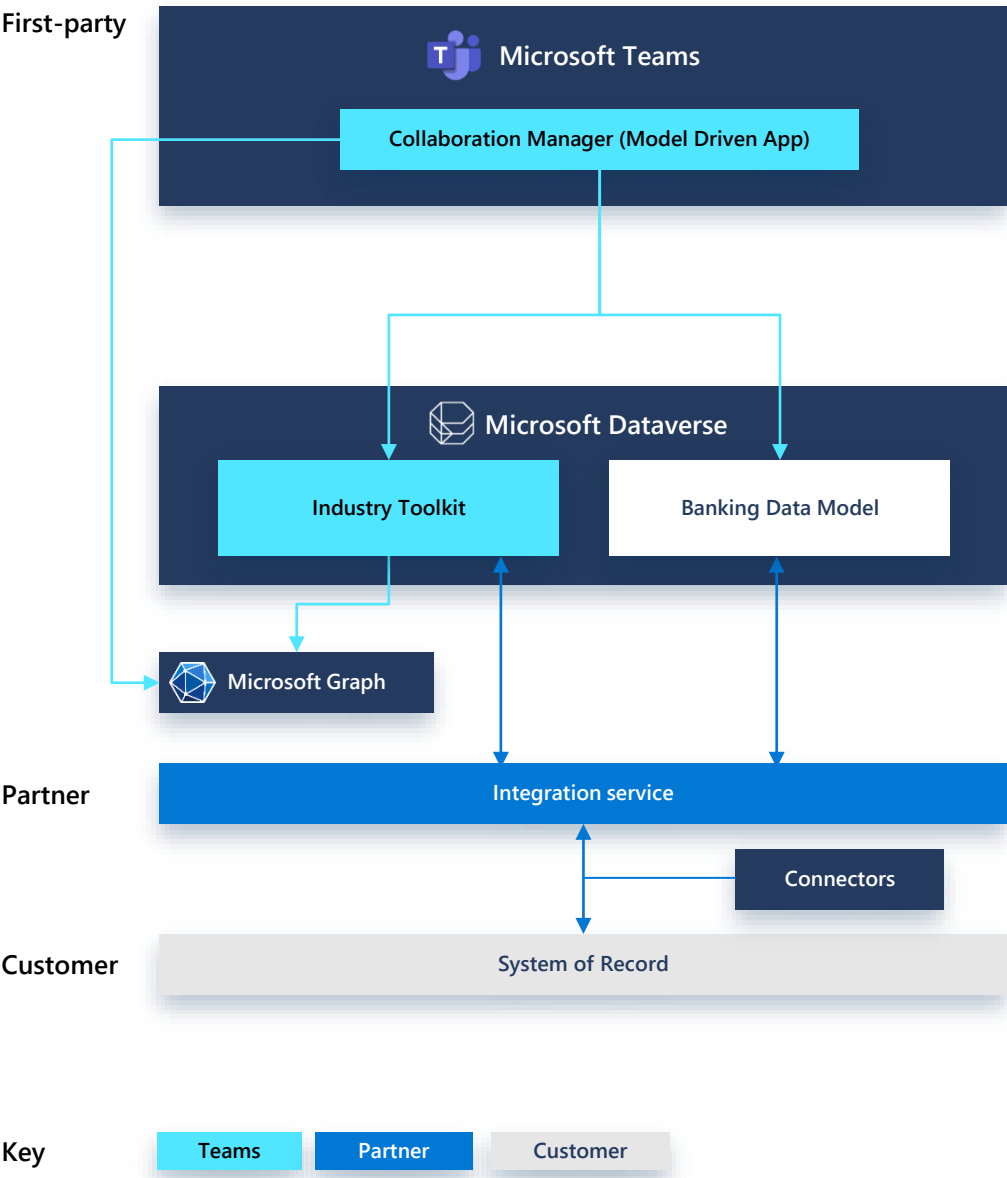 First-party
T
Microsoft Teams
Collaboration Manager (Model Driven App)
Microsoft Dataverse
Industry Toolkit
Banking Data Model
Microsoft Graph
Partner
Integration service
Connectors
Customer
System of Record
Key
Teams
Partner
Customer